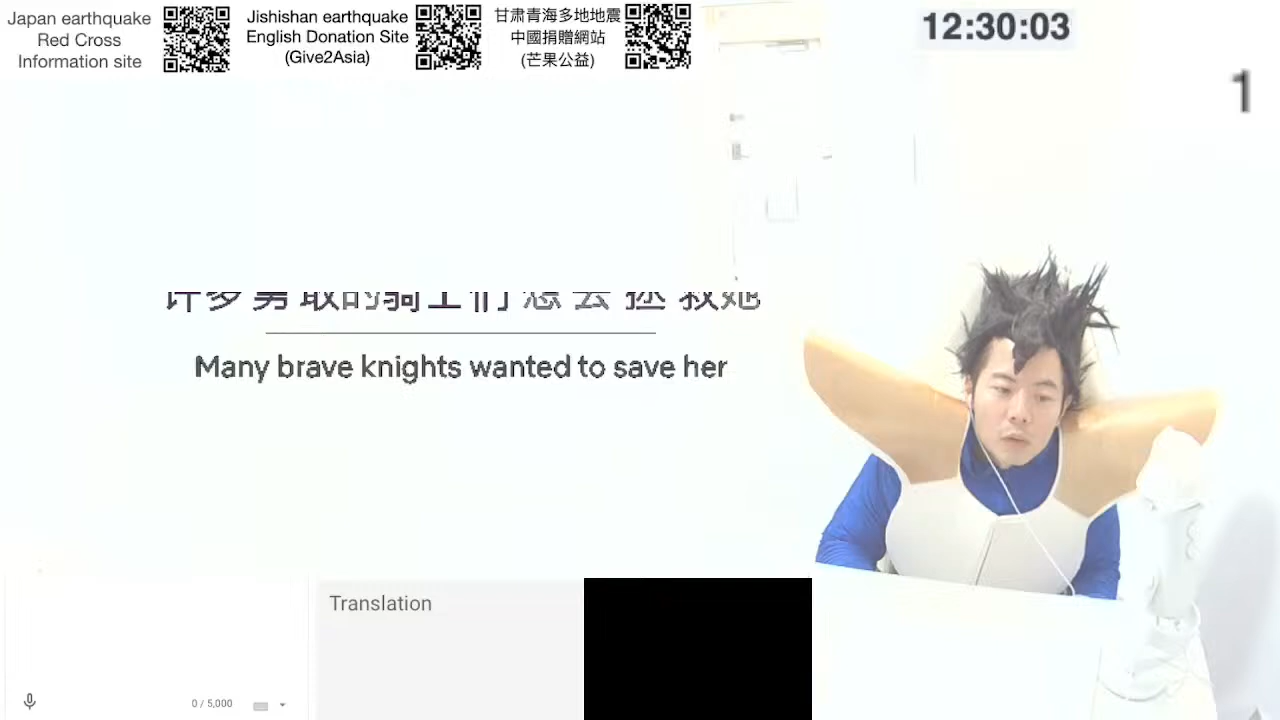 Japan earthquake
Red Cross
Information site
Jishishan earthquake
English Donation Site
(Give2Asia)
甘肃青海多地地震
中國捐贈網站
(芒果公益)
12:30:03
1
许多勇敢的骑士们想去拯救她
Many brave knights wanted to save her
Translation
0 / 5,000